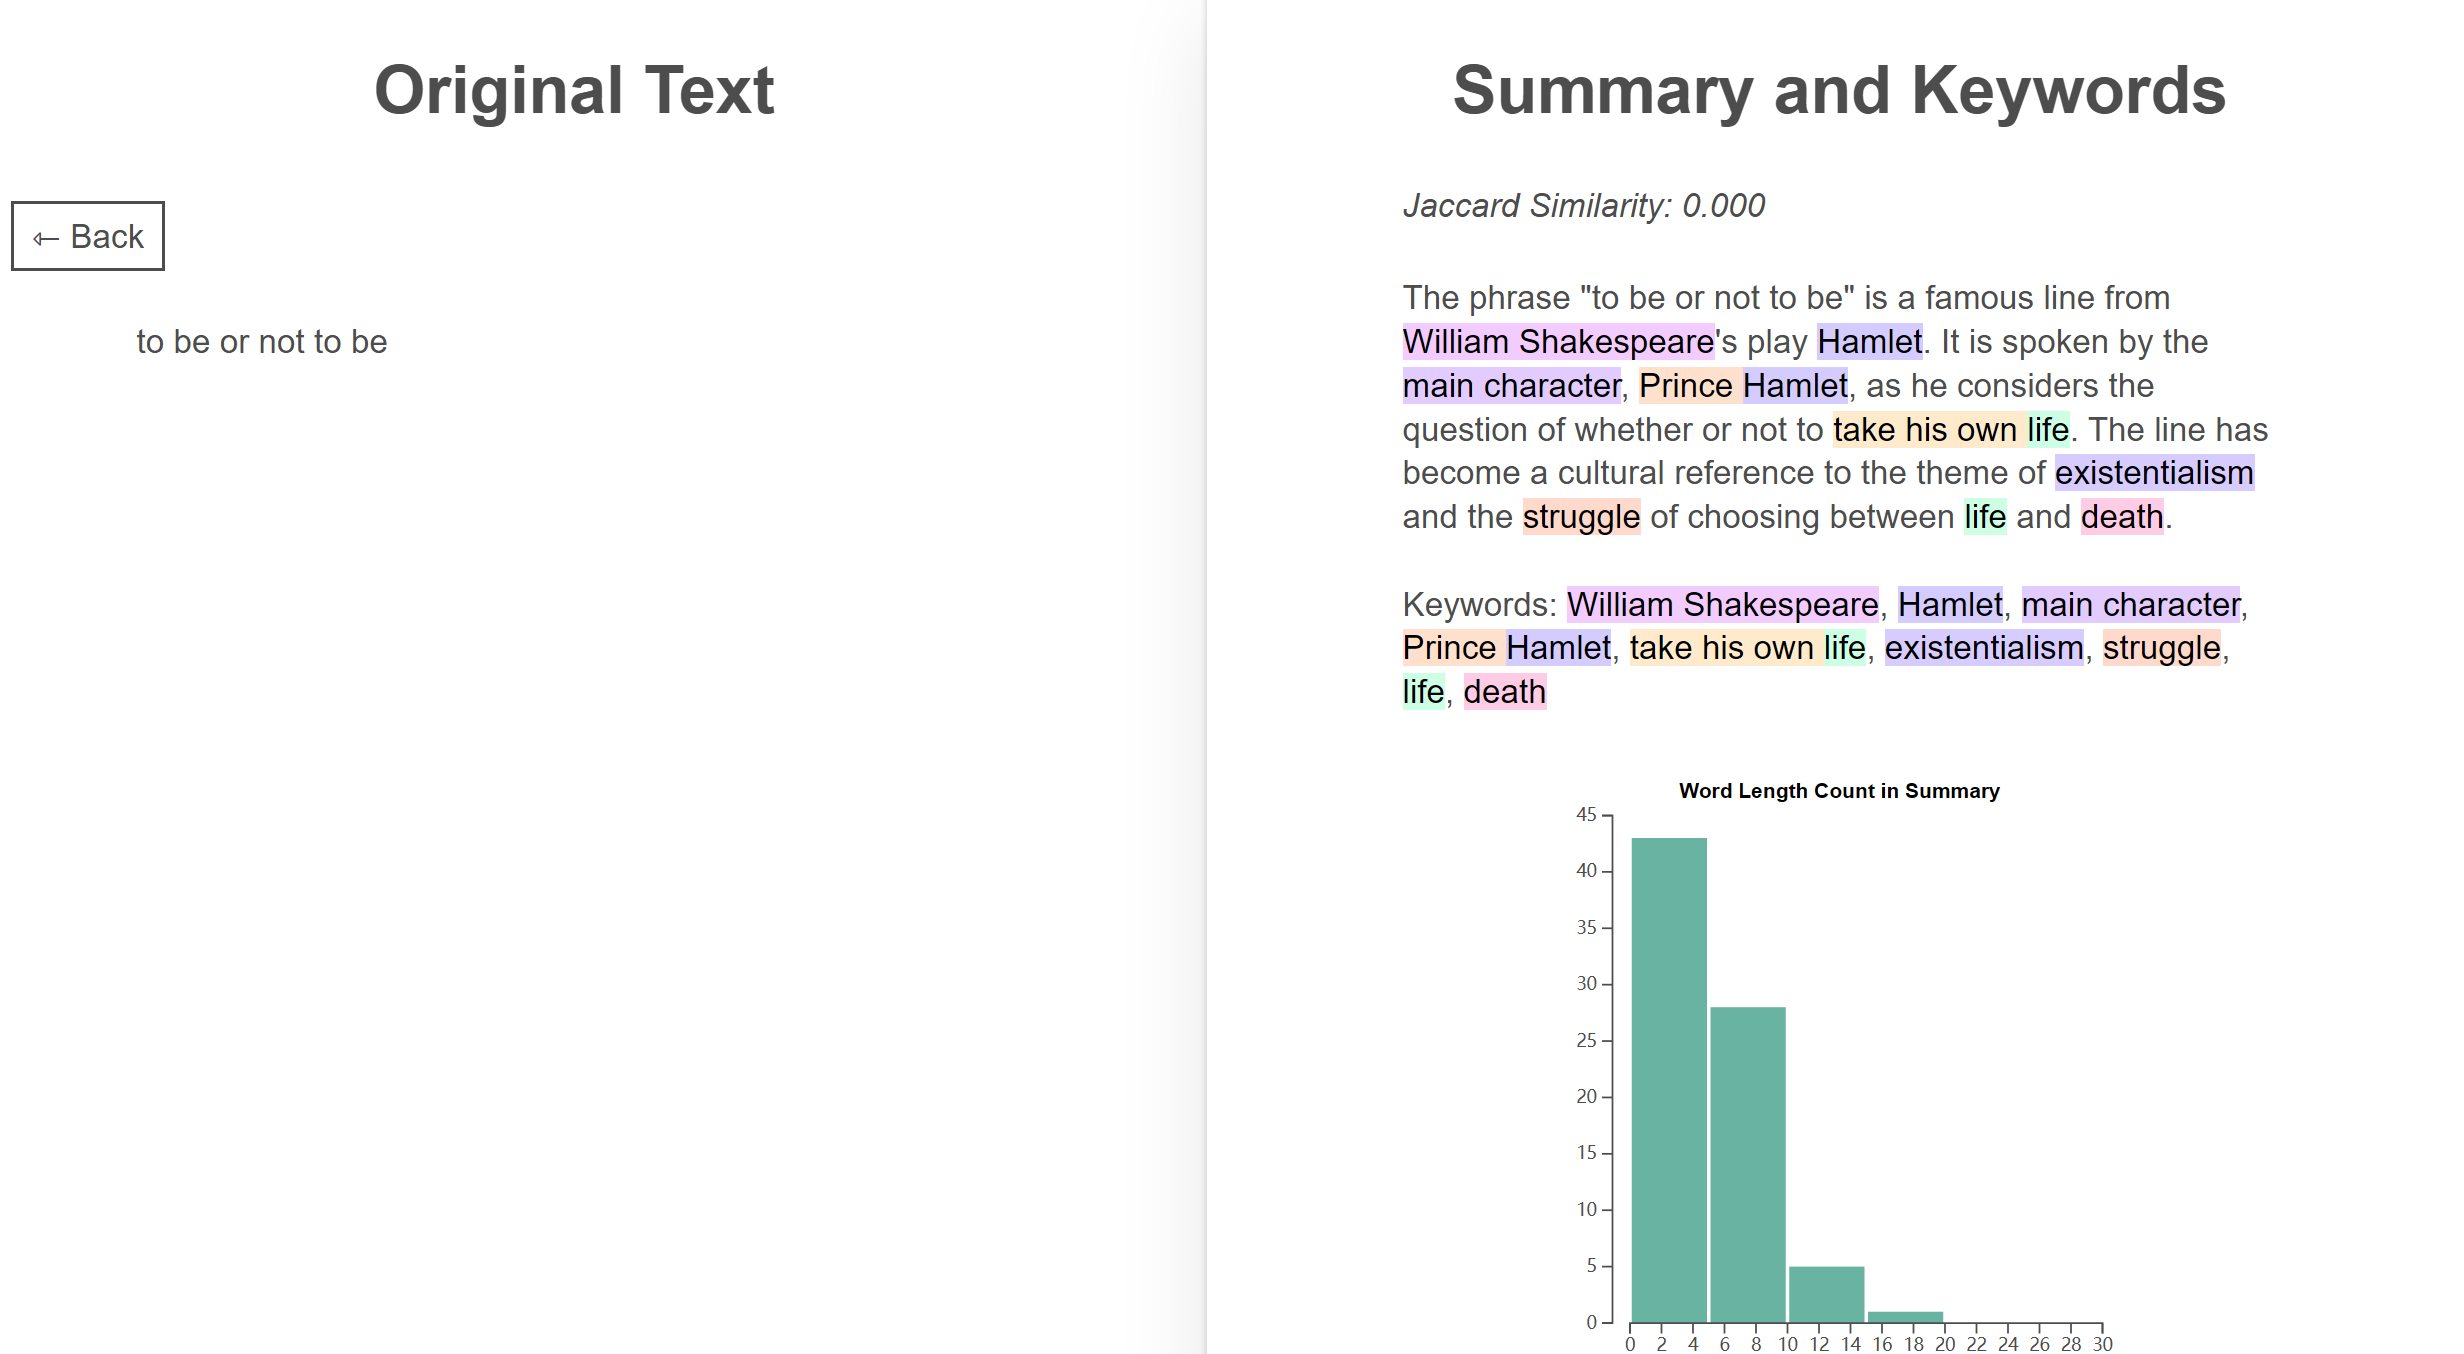 Original Text
⇽ Back
to be or not to be
Summary and Keywords
Jaccard Similarity: 0.000
The phrase "to be or not to be" is a famous line from
William Shakespeare's play Hamlet. It is spoken by the
main character, Prince Hamlet, as he considers the
question of whether or not to take his own life. The line has
become a cultural reference to the theme of existentialism
and the struggle of choosing between life and death.
Keywords: William Shakespeare, Hamlet, main character,
Prince Hamlet, take his own life, existentialism, struggle,
life, death
Word Length Count in Summary
45
40
35
30
25
20
15
10
5
0
0 2 4 6 8 10 12 14 16 18 20 22 24 26 28 30